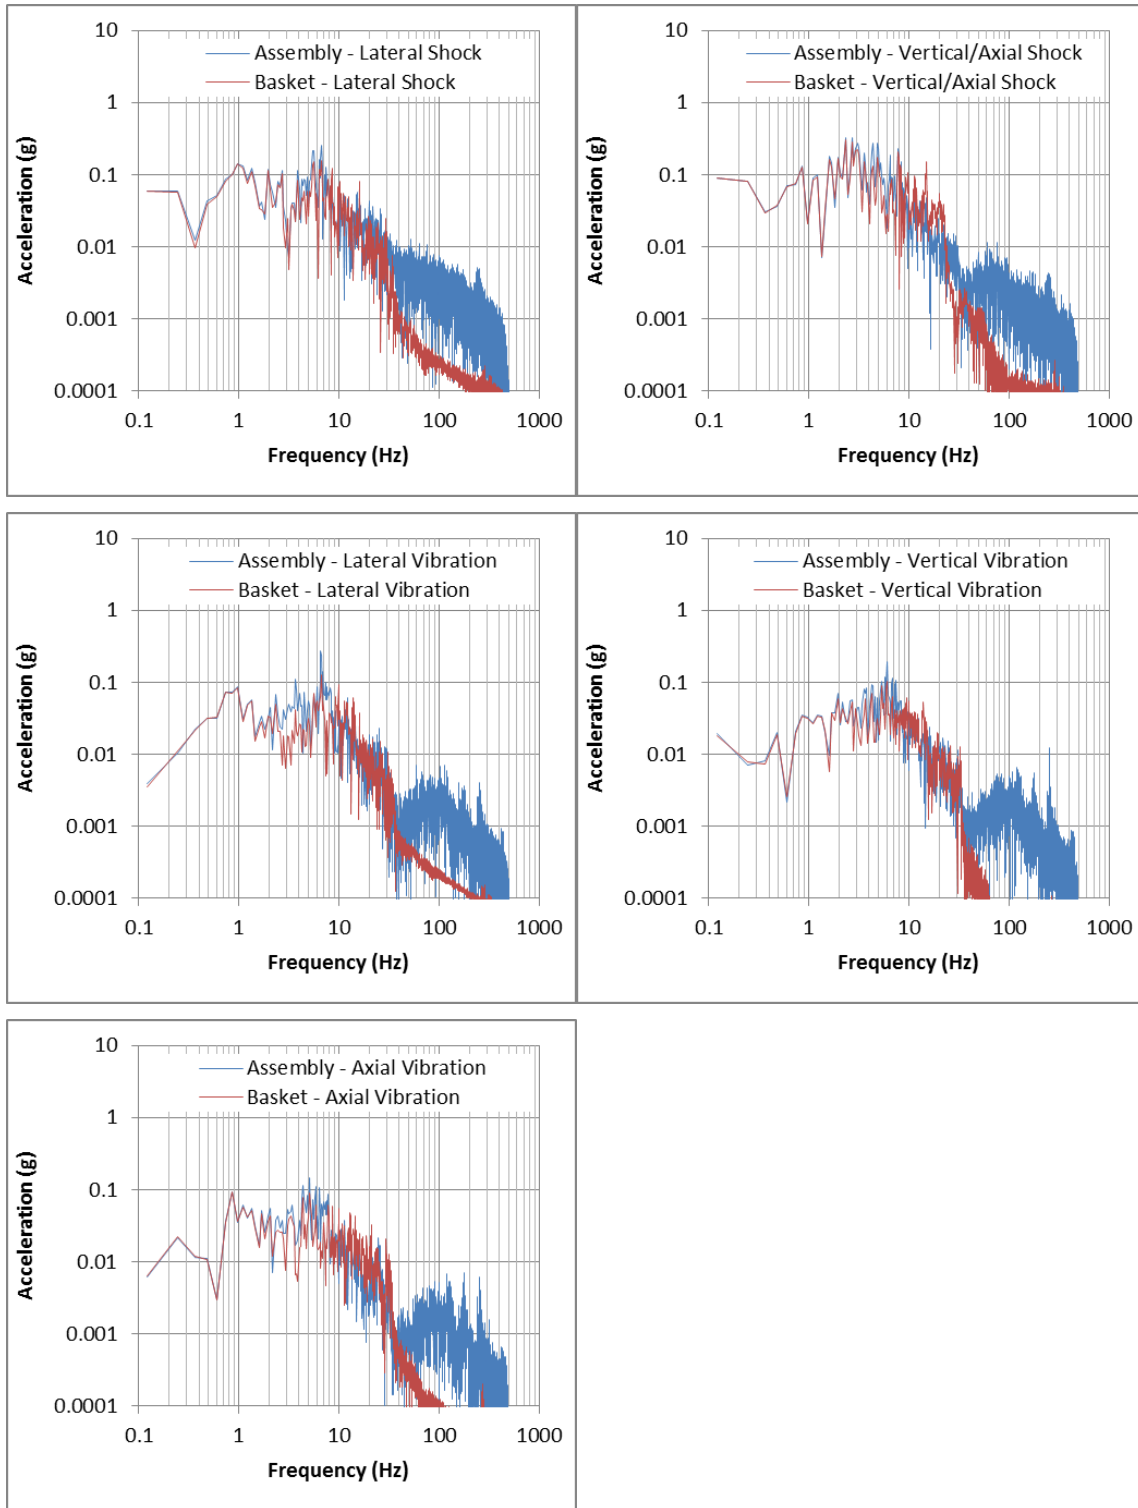 10
Assembly - Lateral Shock
Basket - Lateral Shock
1
0.1
0.01
0.001
0.0001
Acceleration (g)
0.1 1 10 100 1000
Frequency (Hz)
10
Assembly - Vertical/Axial Shock
Basket - Vertical/Axial Shock
1
0.1
0.01
0.001
0.0001
Acceleration (g)
0.1 1 10 100 1000
Frequency (Hz)
10
Assembly - Lateral Vibration
Basket - Lateral Vibration
1
0.1
0.01
0.001
0.0001
Acceleration (g)
0.1 1 10 100 1000
Frequency (Hz)
10
Assembly - Vertical Vibration
Basket - Vertical Vibration
1
0.1
0.01
0.001
0.0001
Acceleration (g)
0.1 1 10 100 1000
Frequency (Hz)
10
Assembly - Axial Vibration
Basket - Axial Vibration
1
0.1
0.01
0.001
0.0001
Acceleration (g)
0.1 1 10 100 1000
Frequency (Hz)